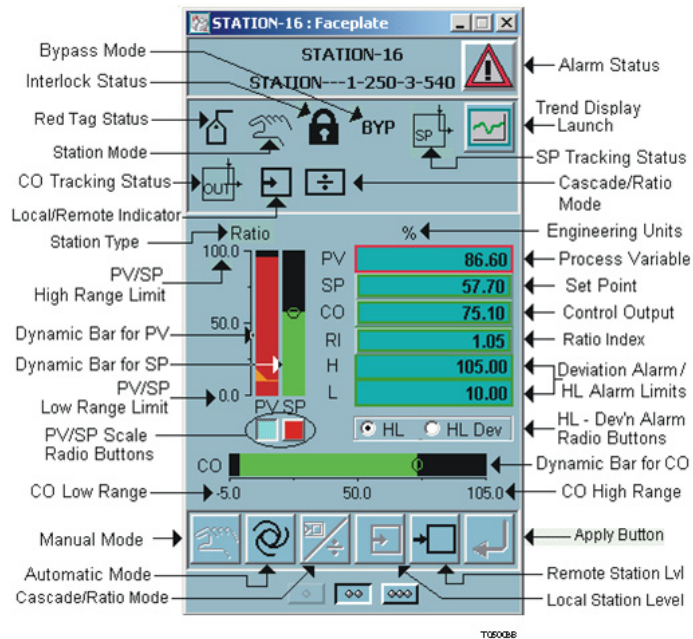 STATION-16 : Faceplate
Bypass Mode
STATION-16
Interlock Status
STATION---1-250-3-540
Alarm Status
Red Tag Status
BYP
SP
Trend Display
Launch
Station Mode
SP Tracking Status
CO Tracking Status
OUT
Cascade/Ratio
Mode
Local/Remote Indicator
Station Type
Ratio
%
Engineering Units
100.0
PV/SP
High Range Limit
PV
86.60
Process Variable
SP
57.70
Set Point
50.0
CO
75.10
Control Output
Dynamic Bar for PV
RI
1.05
Ratio Index
Dynamic Bar for SP
H
105.00
Deviation Alarm/
HL Alarm Limits
PV/SP
Low Range Limit
0.0
L
10.00
PV SP
PV/SP Scale
Radio Buttons
HL
HL Dev
HL - Dev'n Alarm
Radio Buttons
CO
Dynamic Bar for CO
CO Low Range
-5.0
50.0
105.0
CO High Range
Manual Mode
Apply Button
Automatic Mode
Remote Station Lvl
Cascade/Ratio Mode
Local Station Level